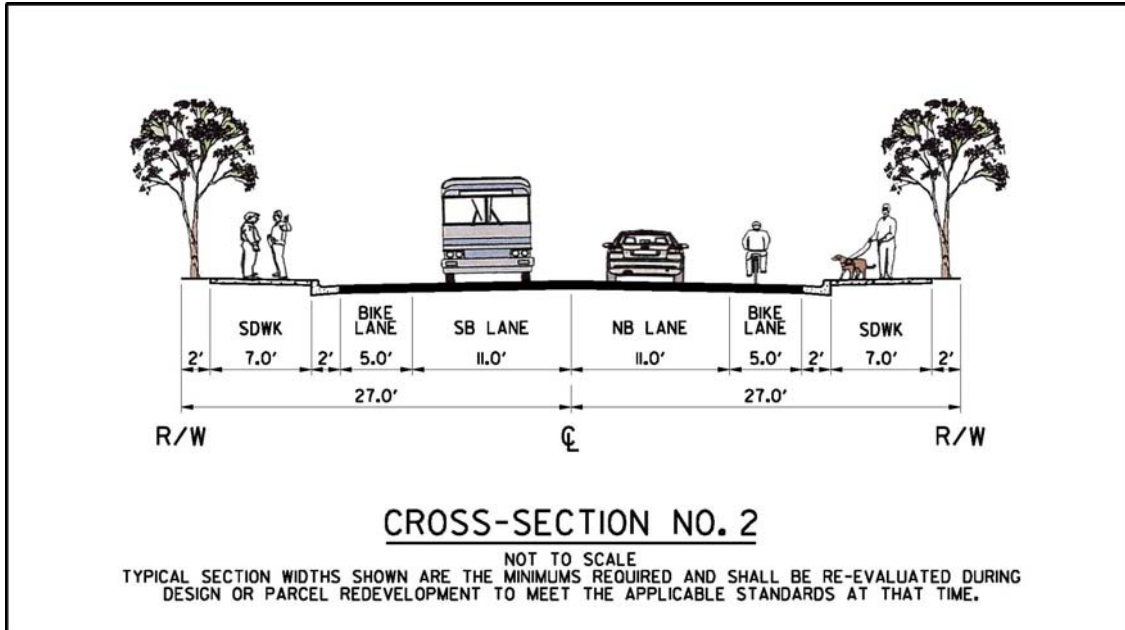 BIKE BIKE
SDWK LANE SB LANE NB LANE LANE SDWK
2' 7.0' 2' 5.0' 11.0' 11.0' 5.0' 2' 7.0' 2'
27.0' 27.0'
R/W ℄ R/W
CROSS-SECTION NO. 2
NOT TO SCALE
TYPICAL SECTION WIDTHS SHOWN ARE THE MINIMUMS REQUIRED AND SHALL BE RE-EVALUATED DURING
DESIGN OR PARCEL REDEVELOPMENT TO MEET THE APPLICABLE STANDARDS AT THAT TIME.